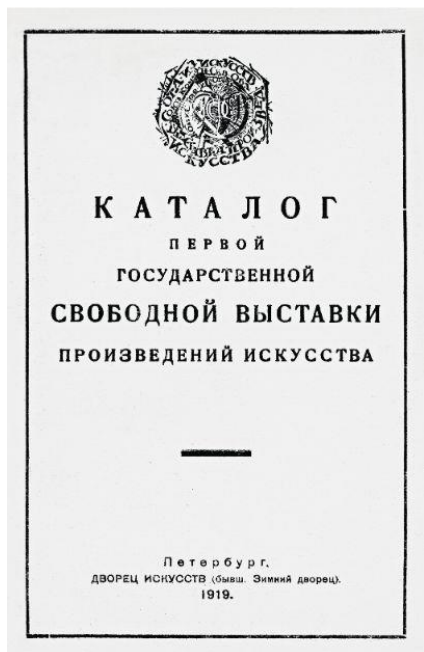 КАТАЛОГ
ПЕРВОЙ
ГОСУДАРСТВЕННОЙ
СВОБОДНОЙ ВЫСТАВКИ
ПРОИЗВЕДЕНИЙ ИСКУССТВА
Петербург.
ДВОРЕЦ ИСКУССТВ (бывш. Зимний дворец).
1919.